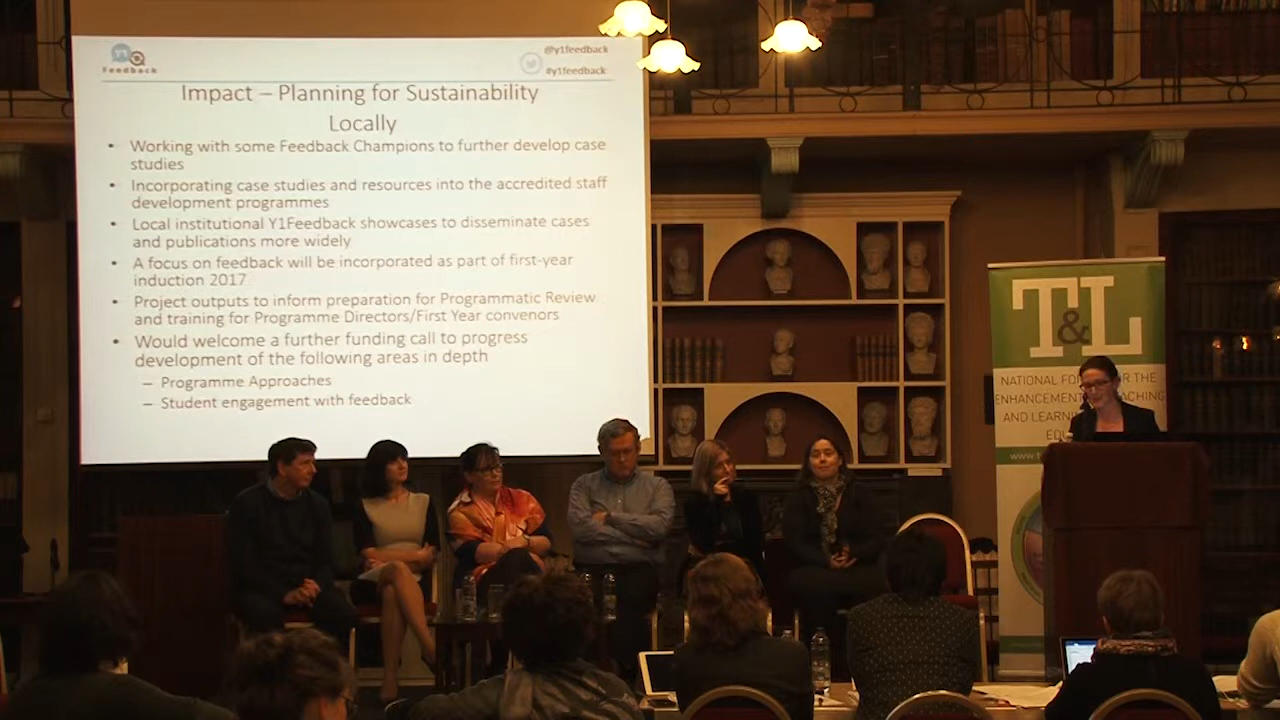 Y1
Feedback
@y1feedback
#y1feedback
Impact – Planning for Sustainability
Locally
• Working with some Feedback Champions to further develop case
studies
• Incorporating case studies and resources into the accredited staff
development programmes
• Local institutional Y1Feedback showcases to disseminate cases
and publications more widely
• A focus on feedback will be incorporated as part of first-year
induction 2017
• Project outputs to inform preparation for Programmatic Review
and training for Programme Directors/First Year convenors
• Would welcome a further funding call to progress
development of the following areas in depth
– Programme Approaches
– Student engagement with feedback
T&L
NATIONAL THE
AND